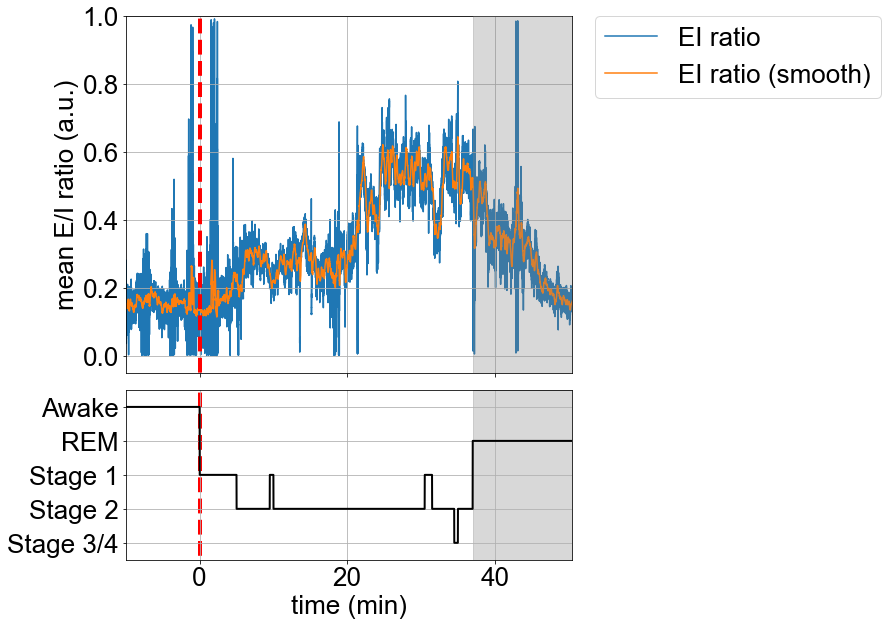 1.0
0.8
0.6
0.4
0.2
0.0
mean E/I ratio (a.u.)
EI ratio
EI ratio (smooth)
Awake
REM
Stage 1
Stage 2
Stage 3/4
0 20 40
time (min)